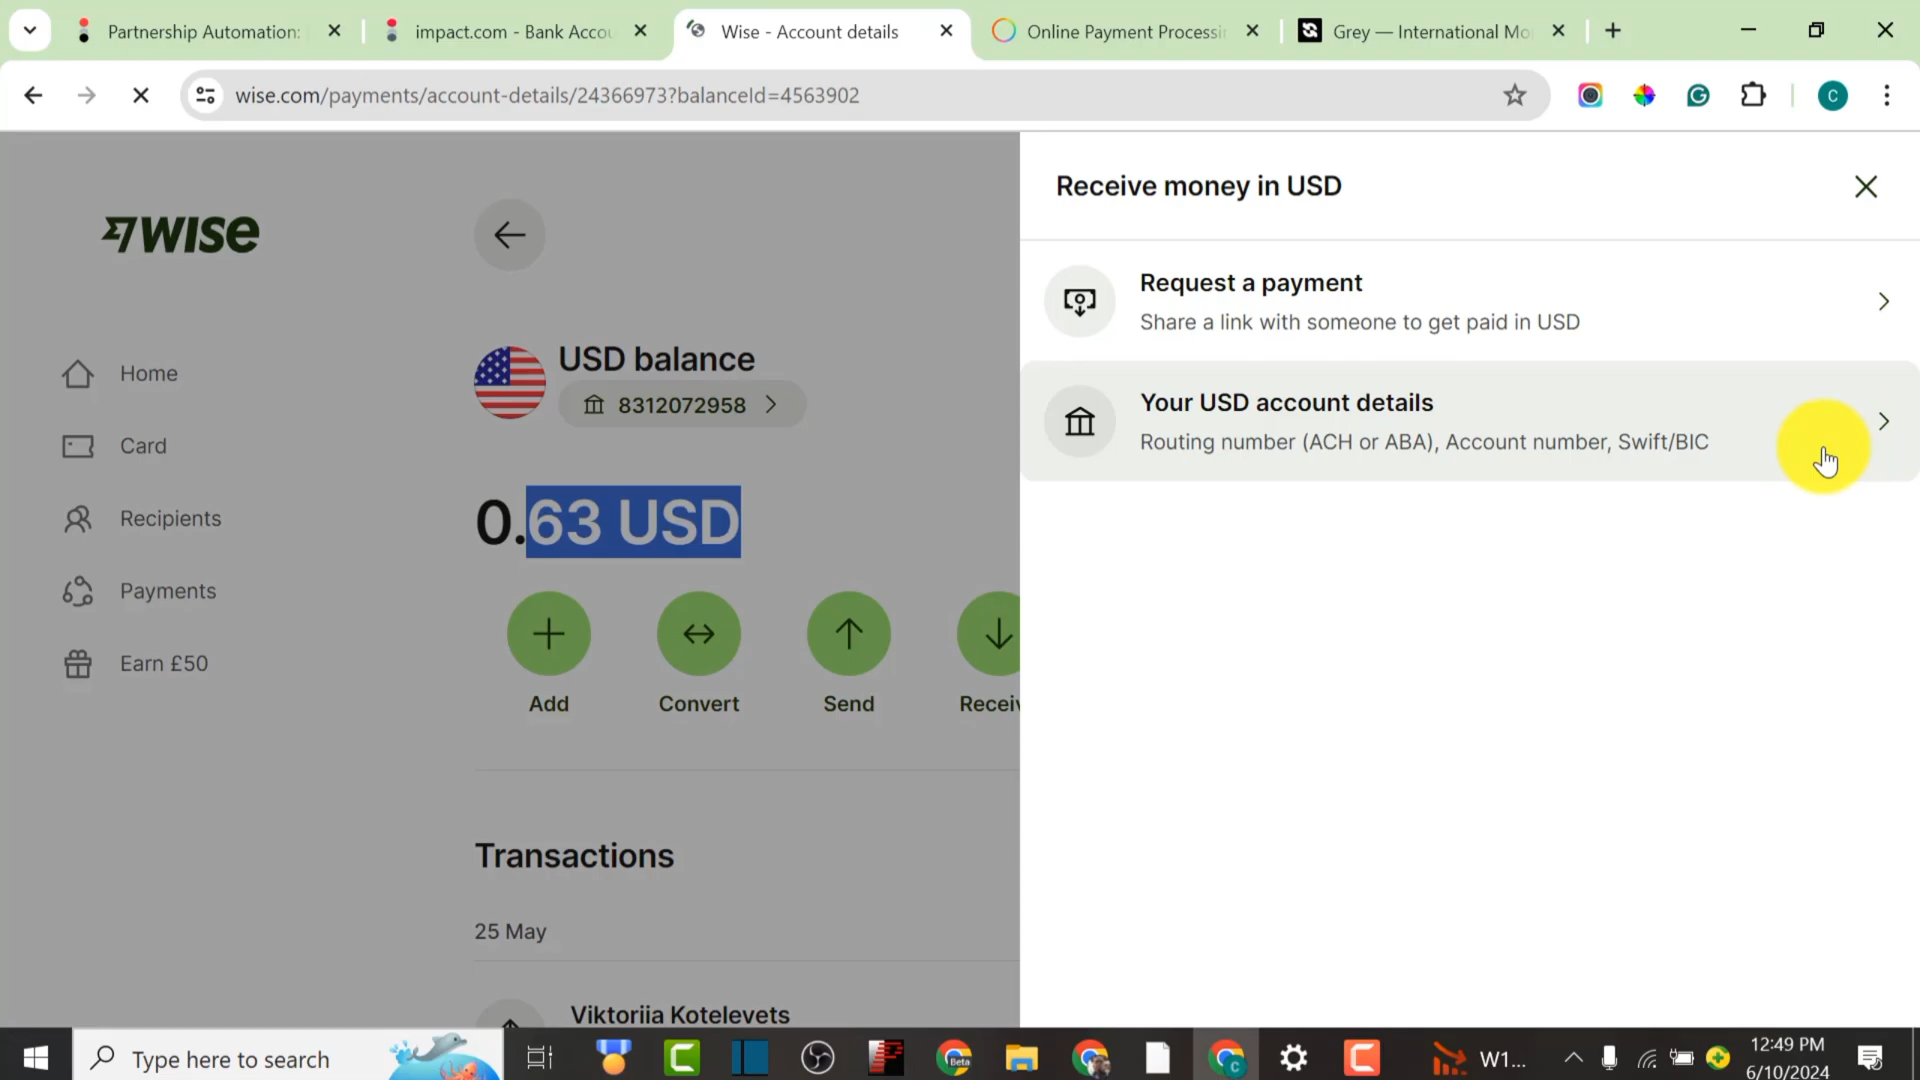 Partnership Automation:
impact.com - Bank Accou
Wise - Account details
Online Payment Processi
Grey — International Mo
wise.com/payments/account-details/24366973?balanceId=4563902
C
WISE
Home
Card
Recipients
Payments
Earn £50
USD balance
8312072958
0.63 USD
Add
Convert
Send
Receiv
Transactions
25 May
Viktoriia Kotelevets
Receive money in USD
Request a payment
Share a link with someone to get paid in USD
Your USD account details
Routing number (ACH or ABA), Account number, Swift/BIC
Type here to search
Beta
C
W1...
12:49 PM
6/10/2024